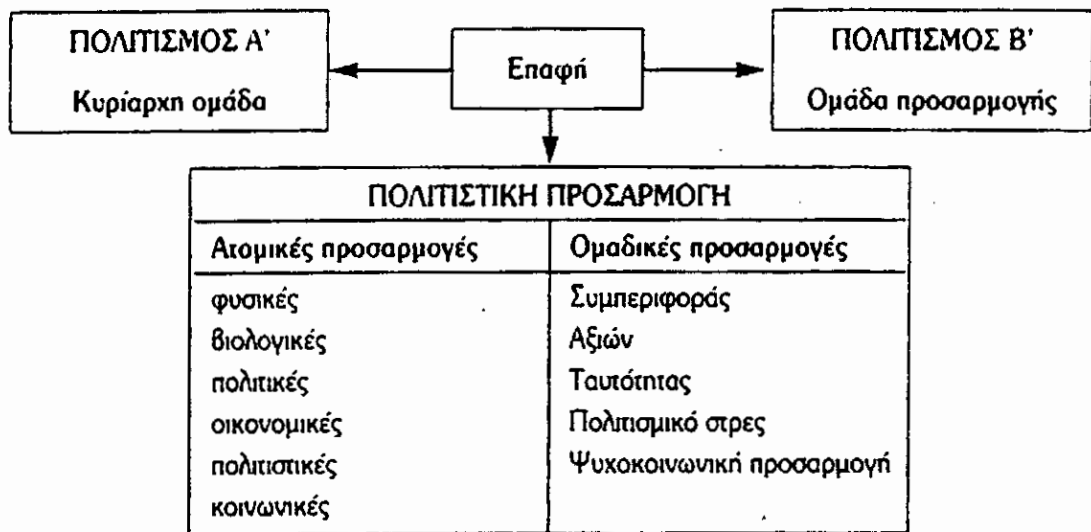 ΠΟΛΙΤΙΣΜΟΣ Α'
Κυρίαρχη ομάδα
Επαφή
ΠΟΛΙΤΙΣΜΟΣ Β'
Ομάδα προσαρμογής
ΠΟΛΙΤΙΣΤΙΚΗ ΠΡΟΣΑΡΜΟΓΗ
Ατομικές προσαρμογές
Ομαδικές προσαρμογές
φυσικές
Συμπεριφοράς
βιολογικές
Αξιών
πολιτικές
Ταυτότητας
οικονομικές
Πολιτισμικό στρες
πολιτιστικές
Ψυχοκοινωνική προσαρμογή
κοινωνικές